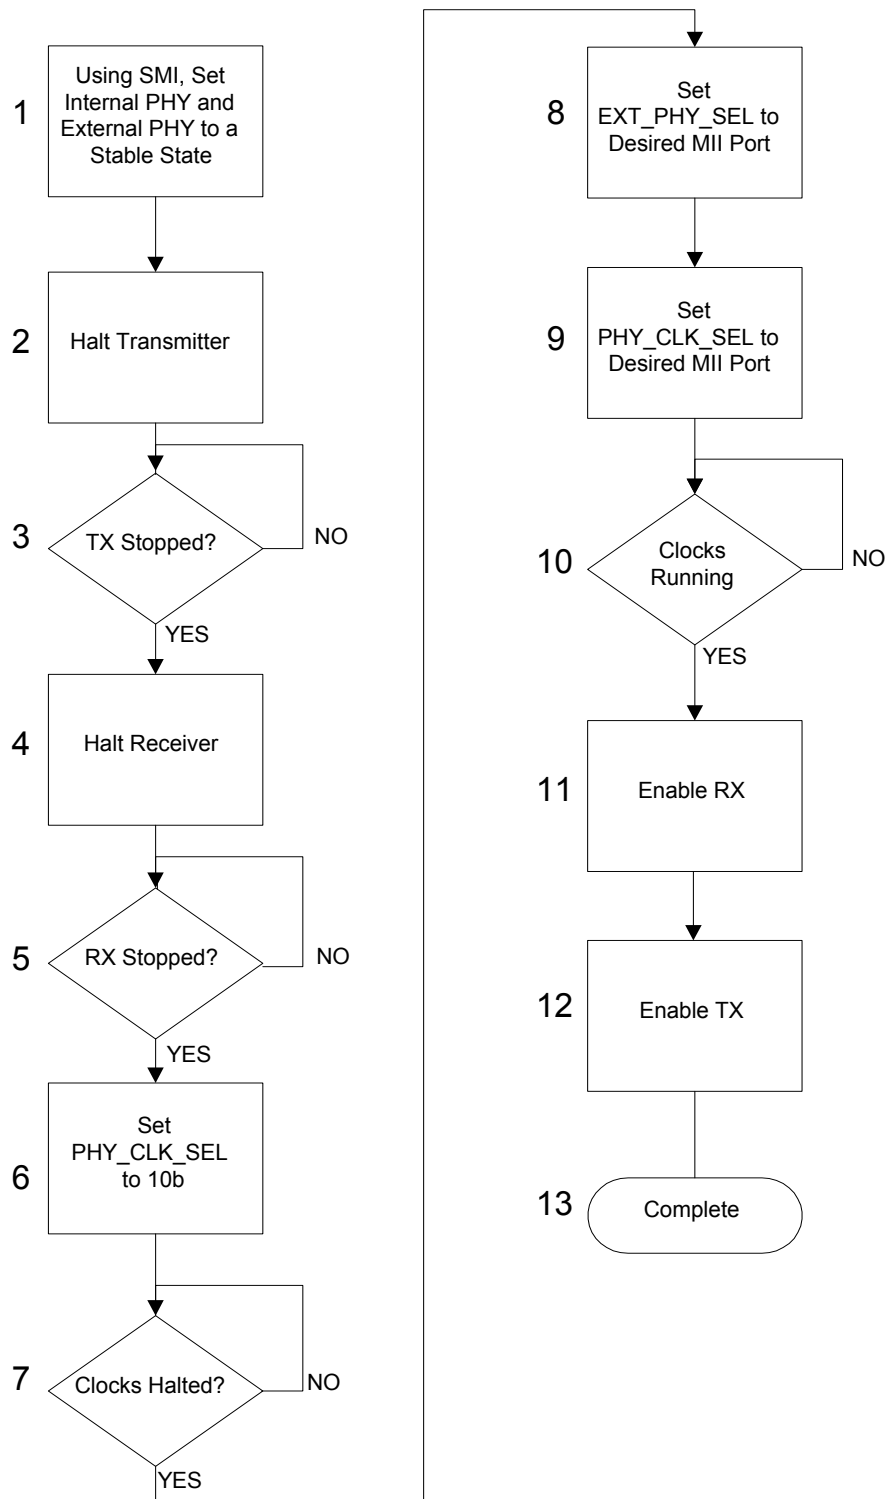 1
Using SMI, Set
Internal PHY and
External PHY to a
Stable State
2
Halt Transmitter
3
TX Stopped?
NO
YES
4
Halt Receiver
5
RX Stopped?
NO
YES
6
Set
PHY_CLK_SEL
to 10b
7
Clocks Halted?
NO
YES
8
Set
EXT_PHY_SEL to
Desired MII Port
9
Set
PHY_CLK_SEL to
Desired MII Port
10
Clocks
Running
NO
YES
11
Enable RX
12
Enable TX
13
Complete